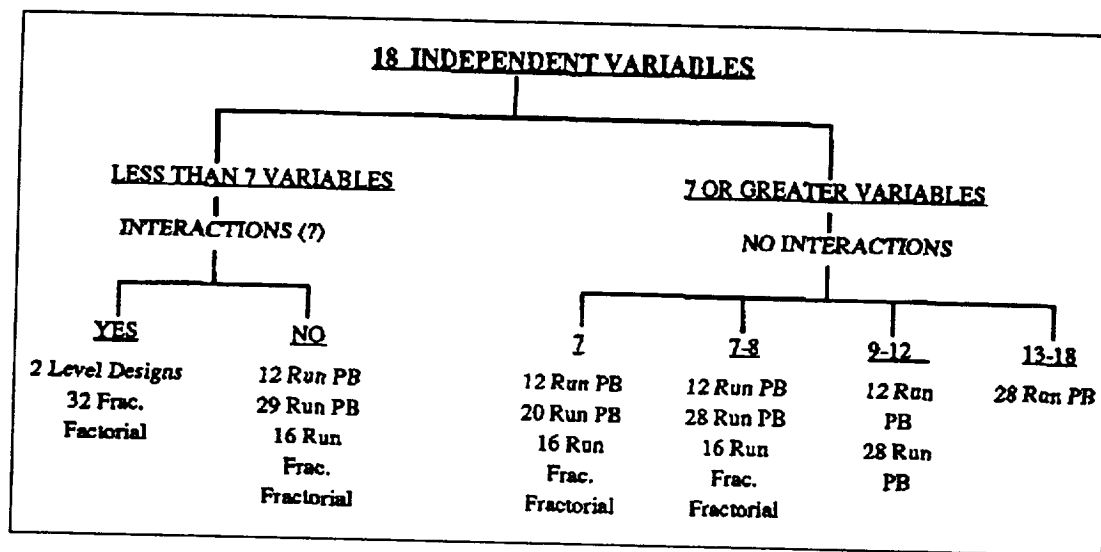 18 INDEPENDENT VARIABLES
LESS THAN 7 VARIABLES
INTERACTIONS (?)
YES
2 Level Designs
32 Frac.
Factorial
NO
12 Run PB
29 Run PB
16 Run
Frac.
Fractorial
7 OR GREATER VARIABLES
NO INTERACTIONS
7
12 Run PB
20 Run PB
16 Run
Frac.
Fractorial
7-8
12 Run PB
28 Run PB
16 Run
Frac.
Fractorial
9-12
12 Run
PB
28 Run
PB
13-18
28 Run PB